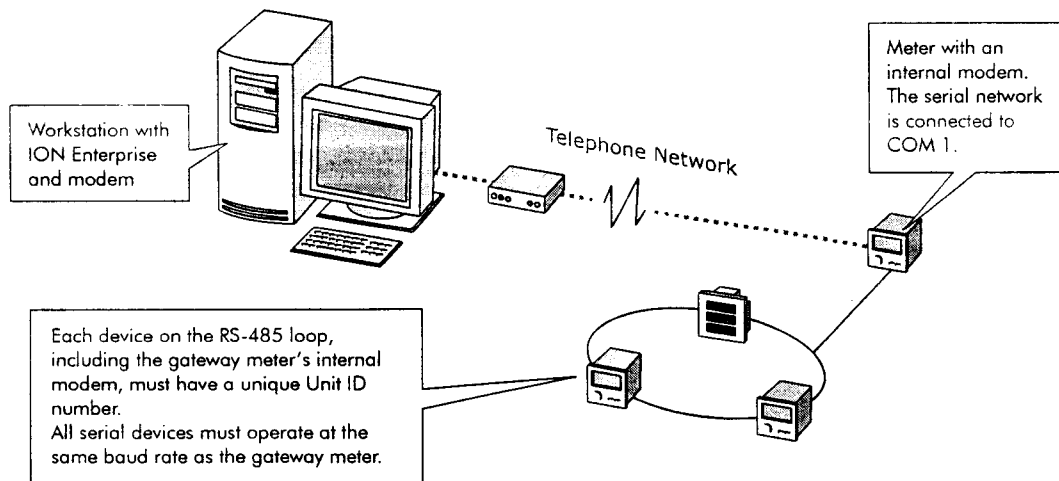 Workstation with
ION Enterprise
and modem
Telephone Network
Meter with an
internal modem.
The serial network
is connected to
COM 1.
Each device on the RS-485 loop,
including the gateway meter's internal
modem, must have a unique Unit ID
number.
All serial devices must operate at the
same baud rate as the gateway meter.